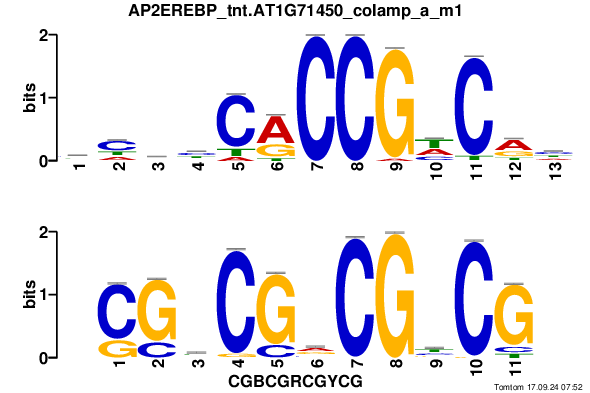 AP2EREBP_tnt.AT1G71450_colamp_a_m1
bits
2
1
0
1 2 3 4 5 6 7 8 9 10 11 12 13
bits
2
1
0
1 2 3 4 5 6 7 8 9 10 11
CGBCGRCGYCG
Tomtom 17.09.24 07:52